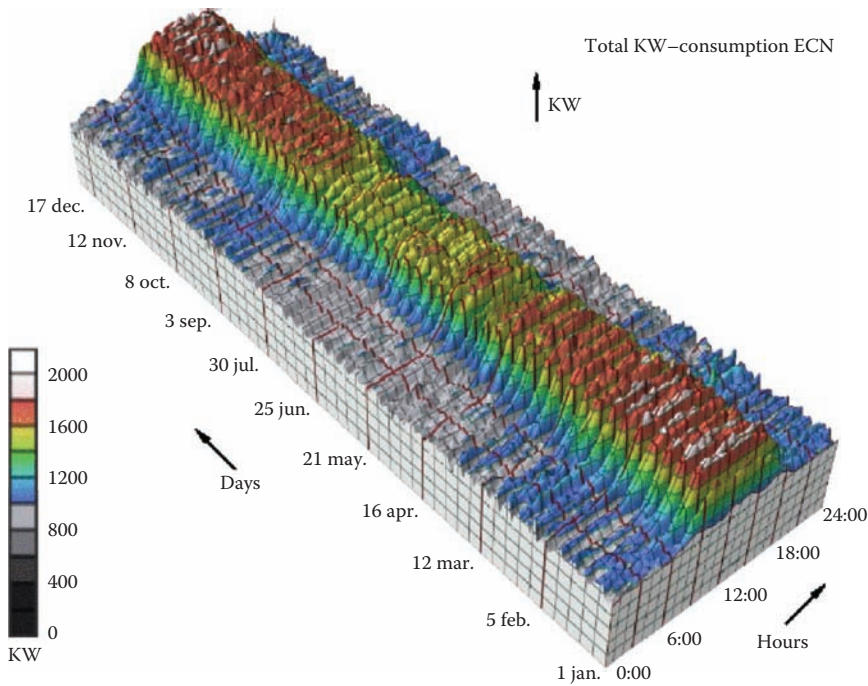 Total KW–consumption ECN
KW
17 dec.
12 nov.
8 oct.
3 sep.
30 jul.
25 jun.
21 may.
16 apr.
12 mar.
5 feb.
1 jan.
Days
2000
1600
1200
800
400
0
KW
0:00
6:00
12:00
18:00
24:00
Hours